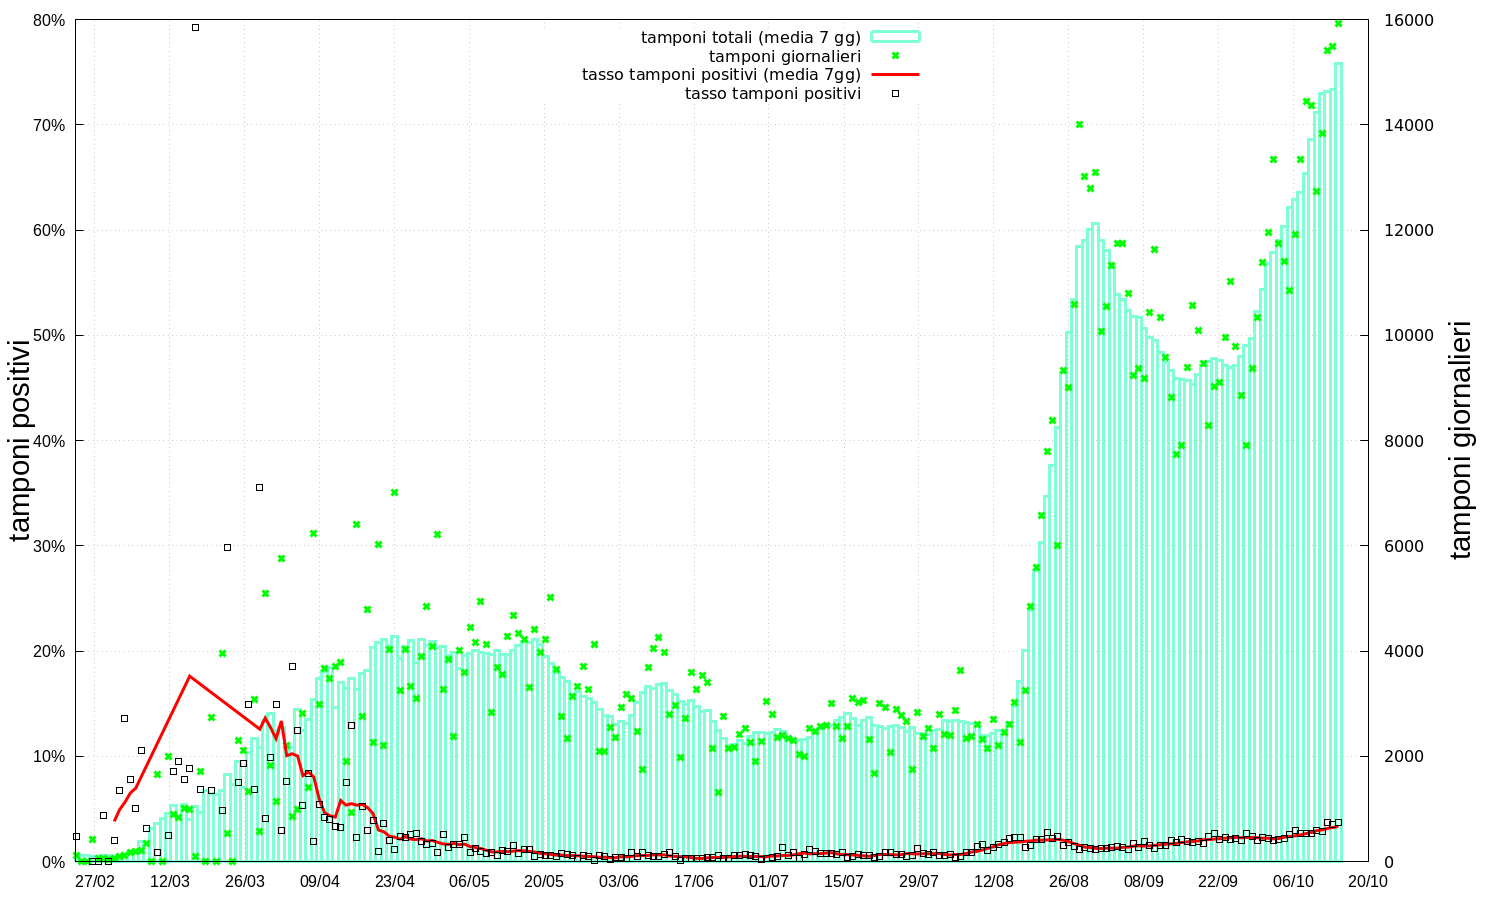 tamponi totali (media 7 gg)
tamponi giornalieri
tasso tamponi positivi (media 7gg)
tasso tamponi positivi
80%
70%
60%
50%
40%
30%
20%
10%
0%
tamponi positivi
16000
14000
12000
10000
8000
6000
4000
2000
0
tamponi giornalieri
27/02 12/03 26/03 09/04 23/04 06/05 20/05 03/06 17/06 01/07 15/07 29/07 12/08 26/08 08/09 22/09 06/10 20/10